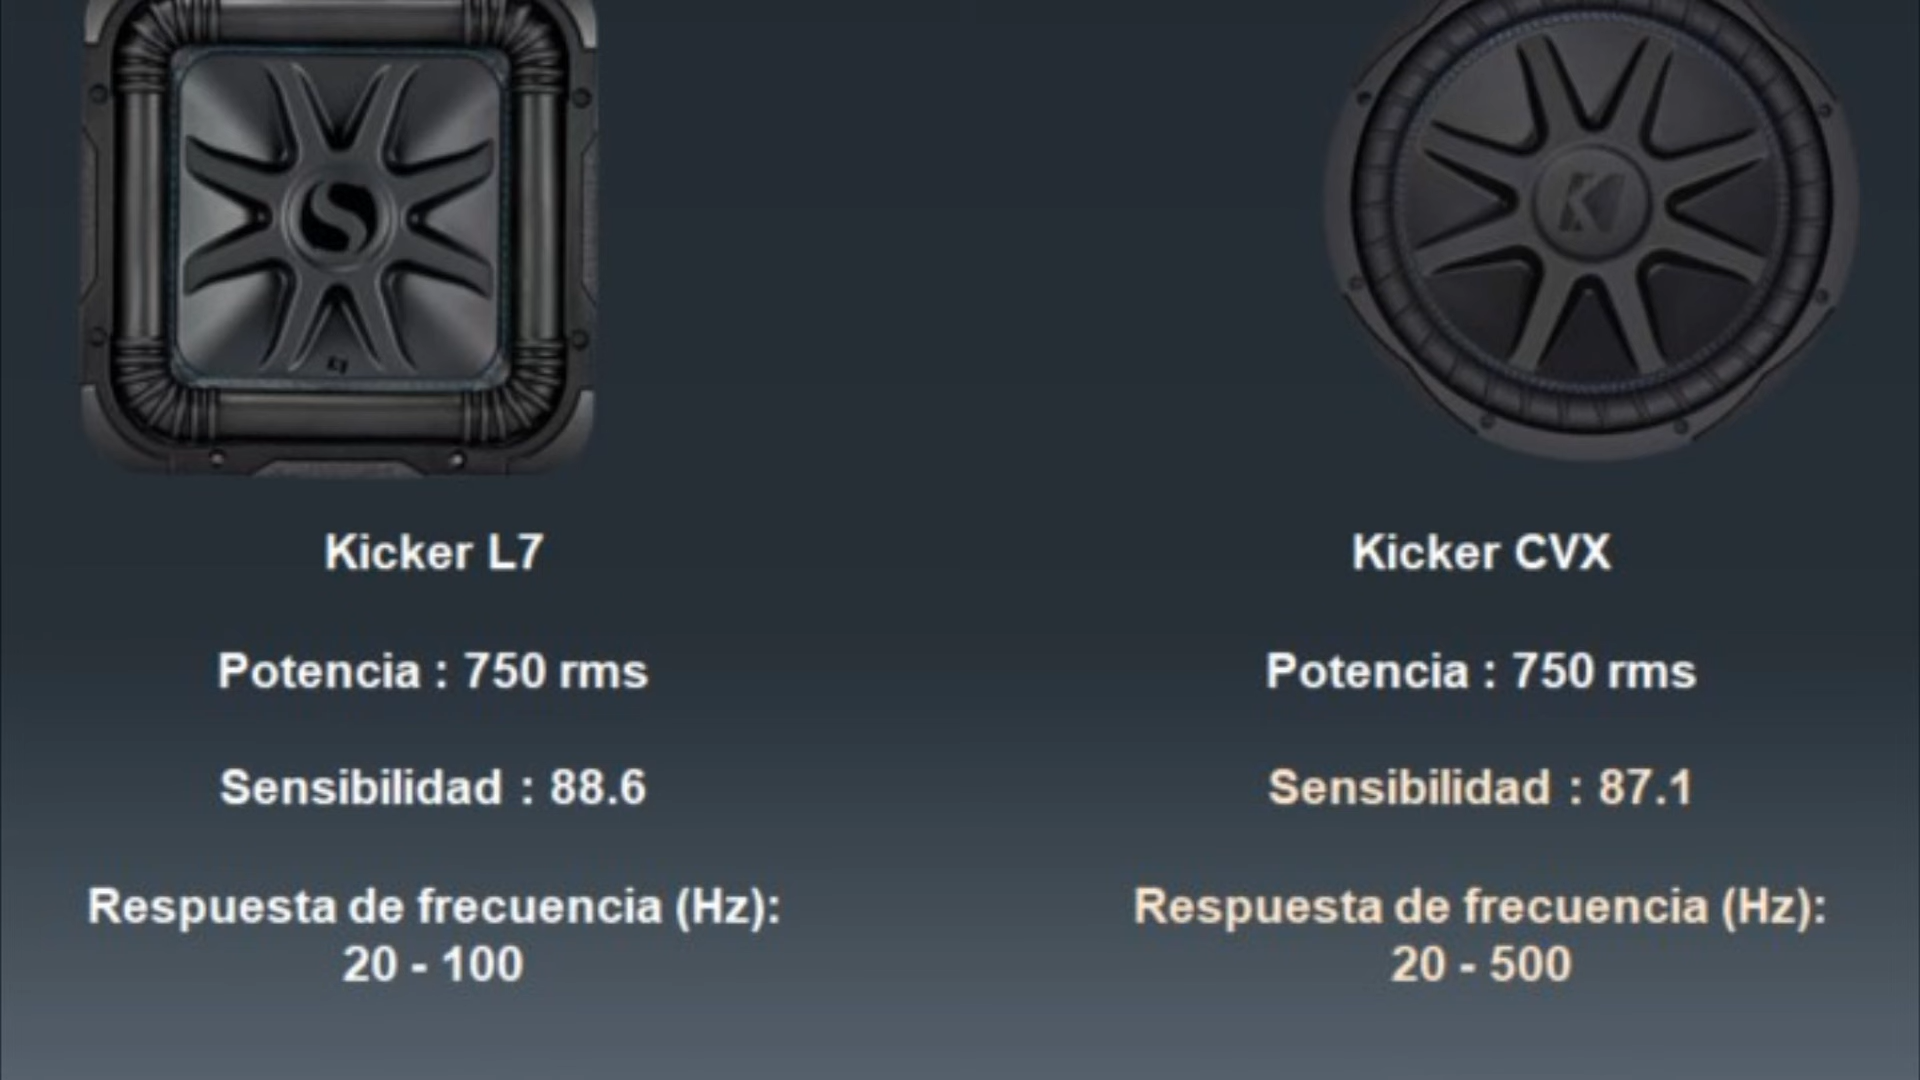 Kicker L7
Potencia : 750 rms
Sensibilidad : 88.6
Respuesta de frecuencia (Hz):
20 - 100
Kicker CVX
Potencia : 750 rms
Sensibilidad : 87.1
Respuesta de frecuencia (Hz):
20 - 500